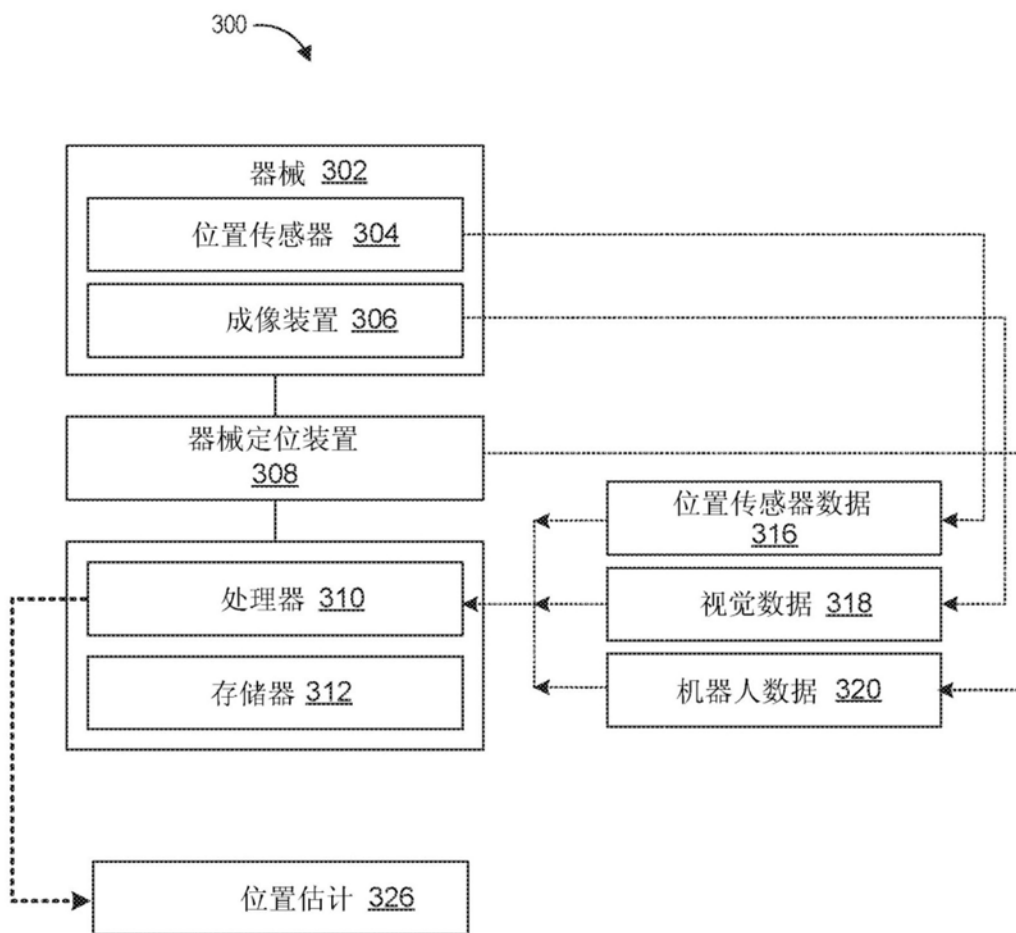 300
器械 302
位置传感器 304
成像装置 306
器械定位装置
308
位置传感器数据
316
处理器 310
视觉数据 318
存储器 312
机器人数据 320
位置估计 326